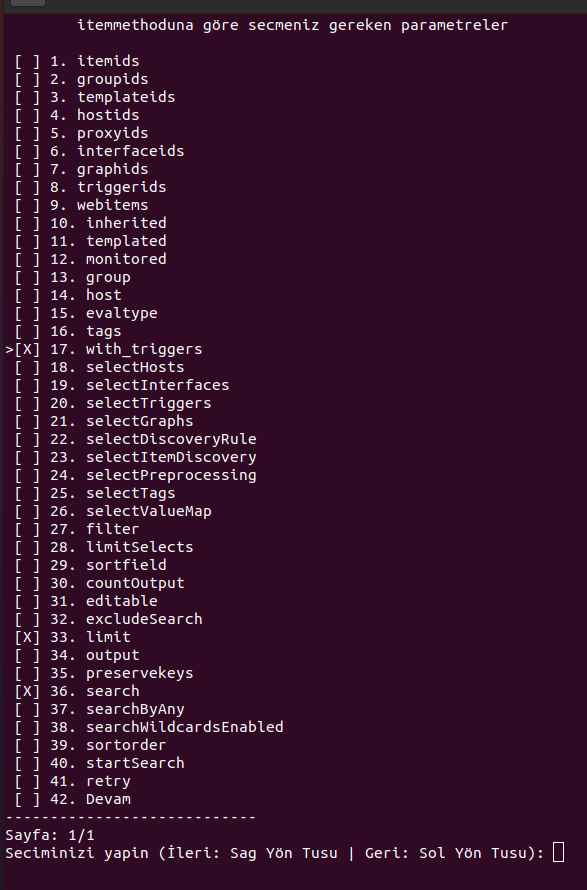 itemmethoduna göre secmeniz gereken parametreler
[ ] 1. itemids
[ ] 2. groupids
[ ] 3. templateids
[ ] 4. hostids
[ ] 5. proxyids
[ ] 6. interfaceids
[ ] 7. graphids
[ ] 8. triggerids
[ ] 9. webitems
[ ] 10. inherited
[ ] 11. templated
[ ] 12. monitored
[ ] 13. group
[ ] 14. host
[ ] 15. evaltype
[ ] 16. tags
>[X] 17. with_triggers
[ ] 18. selectHosts
[ ] 19. selectInterfaces
[ ] 20. selectTriggers
[ ] 21. selectGraphs
[ ] 22. selectDiscoveryRule
[ ] 23. selectItemDiscovery
[ ] 24. selectPreprocessing
[ ] 25. selectTags
[ ] 26. selectValueMap
[ ] 27. filter
[ ] 28. limitSelects
[ ] 29. sortfield
[ ] 30. countOutput
[ ] 31. editable
[ ] 32. excludeSearch
[X] 33. limit
[ ] 34. output
[ ] 35. preservekeys
[X] 36. search
[ ] 37. searchByAny
[ ] 38. searchWildcardsEnabled
[ ] 39. sortorder
[ ] 40. startSearch
[ ] 41. retry
[ ] 42. Devam
----------------------------
Sayfa: 1/1
Seciminizi yapin (İleri: Sag Yön Tusu | Geri: Sol Yön Tusu):